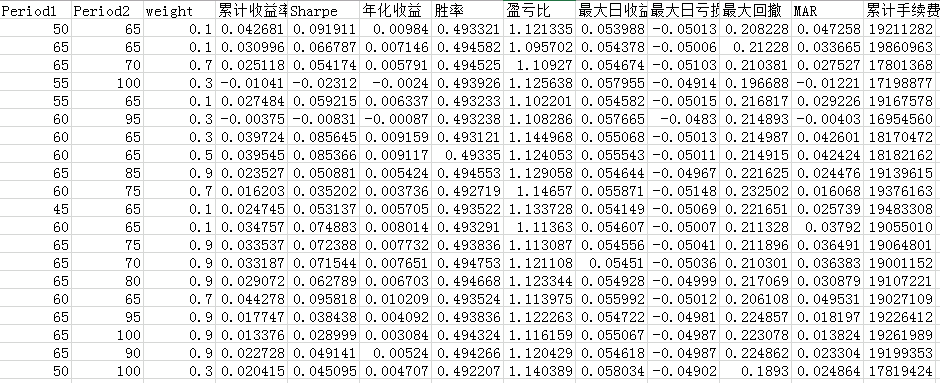 Period1 Period2 weight 累计收益率 Sharpe 年化收益 胜率 盈亏比 最大日收益 最大日亏损 最大回撤 MAR 累计手续费
50 65 0.1 0.042681 0.091911 0.00984 0.493321 1.121335 0.053988 -0.05013 0.208228 0.047258 19211282
65 65 0.1 0.030996 0.066787 0.007146 0.494582 1.095702 0.054378 -0.05006 0.21228 0.033665 19860963
65 70 0.7 0.025118 0.054174 0.005791 0.494525 1.10927 0.054674 -0.05103 0.210381 0.027527 17801368
55 100 0.3 -0.01041 -0.02312 -0.0024 0.493926 1.125638 0.057955 -0.04914 0.196688 -0.01221 17198877
55 65 0.1 0.027484 0.059215 0.006337 0.493233 1.102201 0.054582 -0.05015 0.216817 0.029226 19167578
60 95 0.3 -0.00375 -0.00831 -0.00087 0.493238 1.108286 0.057665 -0.0483 0.214893 -0.00403 16954560
65 65 0.3 0.039724 0.085645 0.009159 0.493121 1.144968 0.055068 -0.05013 0.214987 0.042601 18170472
60 65 0.5 0.039545 0.085366 0.009117 0.49335 1.124053 0.055543 -0.05011 0.214915 0.042424 18182162
65 85 0.9 0.023527 0.050881 0.005424 0.494553 1.129058 0.054644 -0.04967 0.221625 0.024476 19139615
60 75 0.7 0.016203 0.035202 0.003736 0.492719 1.14657 0.055871 -0.05148 0.232502 0.016068 19376163
45 65 0.1 0.024745 0.053137 0.005705 0.493522 1.133728 0.054149 -0.05069 0.221651 0.025739 19483308
60 65 0.1 0.034757 0.074883 0.008014 0.493291 1.11363 0.054607 -0.05007 0.211328 0.03792 19055010
65 75 0.9 0.033537 0.072388 0.007732 0.493836 1.113087 0.054556 -0.05041 0.211896 0.036491 19064801
65 70 0.9 0.033187 0.071544 0.007651 0.494753 1.121108 0.05451 -0.05036 0.210301 0.036383 19001152
65 80 0.9 0.029072 0.062789 0.006703 0.494668 1.123344 0.054928 -0.04999 0.217069 0.030879 19107221
60 65 0.7 0.044278 0.095818 0.010209 0.493524 1.113975 0.055992 -0.05012 0.206108 0.049531 19027109
65 95 0.9 0.017747 0.038438 0.004092 0.493836 1.122263 0.054722 -0.04981 0.224857 0.018197 19226412
65 100 0.9 0.013376 0.028999 0.003084 0.494324 1.116159 0.055067 -0.04987 0.223078 0.013824 19261989
65 90 0.9 0.022728 0.049141 0.00524 0.494266 1.120429 0.054618 -0.04987 0.224862 0.023304 19199353
50 100 0.3 0.020415 0.045095 0.004707 0.492207 1.140389 0.058034 -0.04902 0.1893 0.024864 17819424